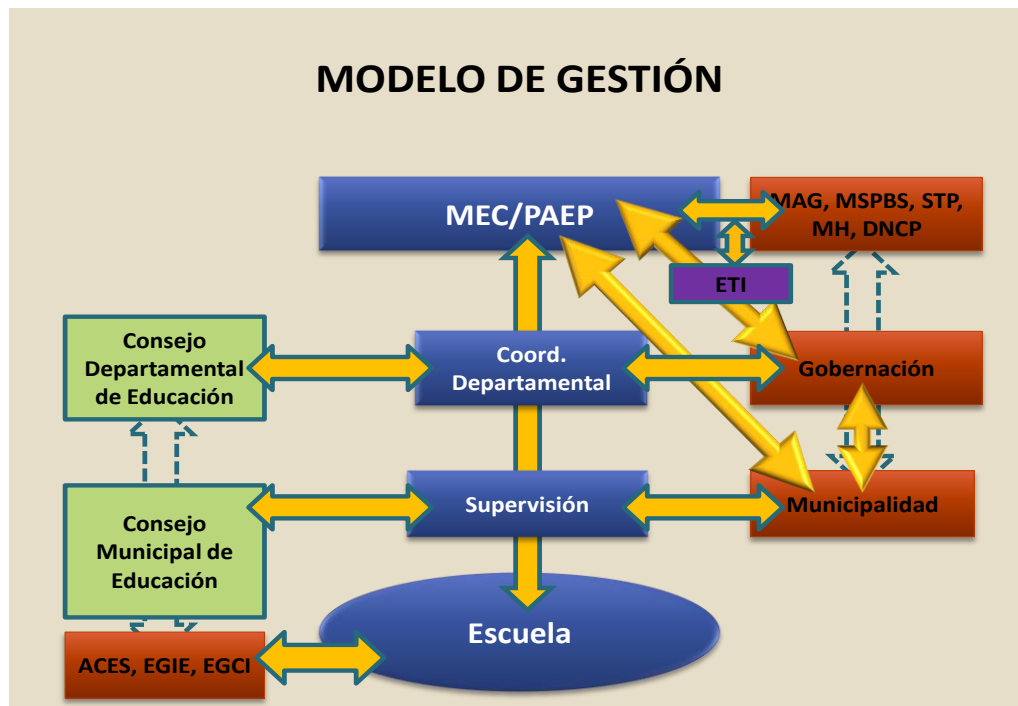 MODELO DE GESTIÓN
MEC/PAEP
MAG, MSPBS, STP,
MH, DNCP
ETI
Consejo
Departamental
de Educación
Coord.
Departamental
Gobernación
Consejo
Municipal de
Educación
Supervisión
Municipalidad
Escuela
ACES, EGIE, EGCI